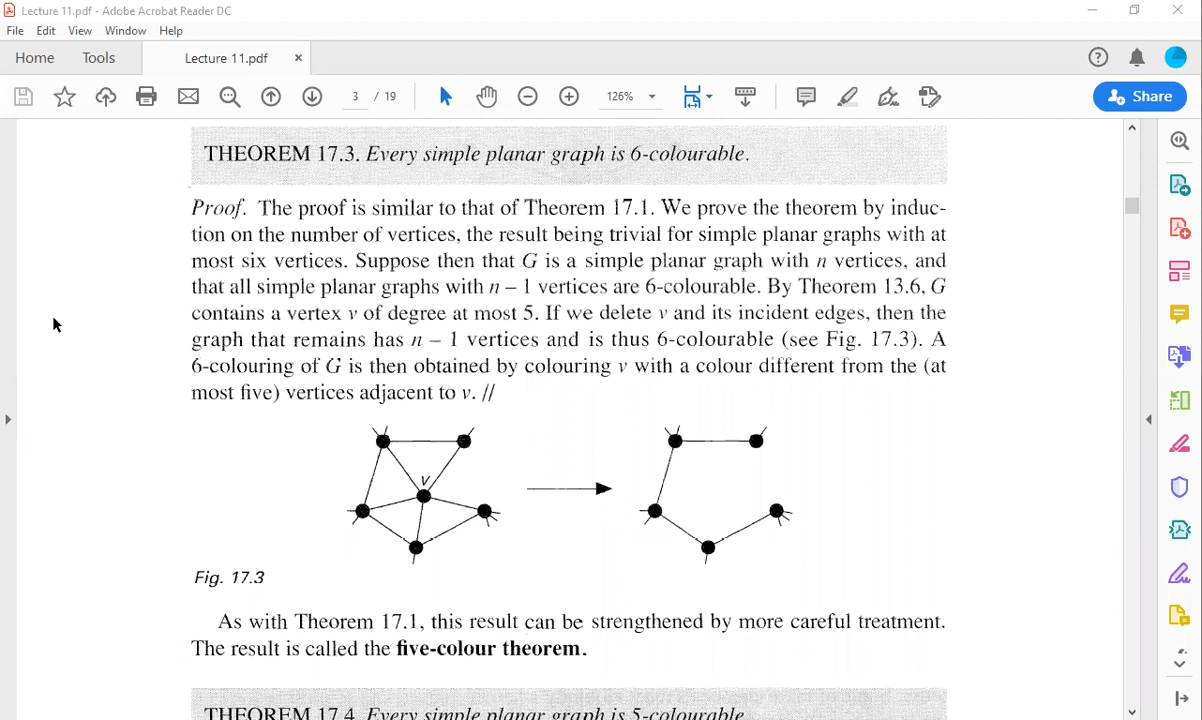 Lecture 11.pdf - Adobe Acrobat Reader DC
File Edit View Window Help
Home Tools Lecture 11.pdf ×
3 / 19 126% Share
THEOREM 17.3. Every simple planar graph is 6-colourable.
Proof. The proof is similar to that of Theorem 17.1. We prove the theorem by induc-
tion on the number of vertices, the result being trivial for simple planar graphs with at
most six vertices. Suppose then that G is a simple planar graph with n vertices, and
that all simple planar graphs with n – 1 vertices are 6-colourable. By Theorem 13.6, G
contains a vertex v of degree at most 5. If we delete v and its incident edges, then the
graph that remains has n – 1 vertices and is thus 6-colourable (see Fig. 17.3). A
6-colouring of G is then obtained by colouring v with a colour different from the (at
most five) vertices adjacent to v. //
v
Fig. 17.3
As with Theorem 17.1, this result can be strengthened by more careful treatment.
The result is called the five-colour theorem.
THEOREM 17.4. Every simple planar graph is 5-colourable